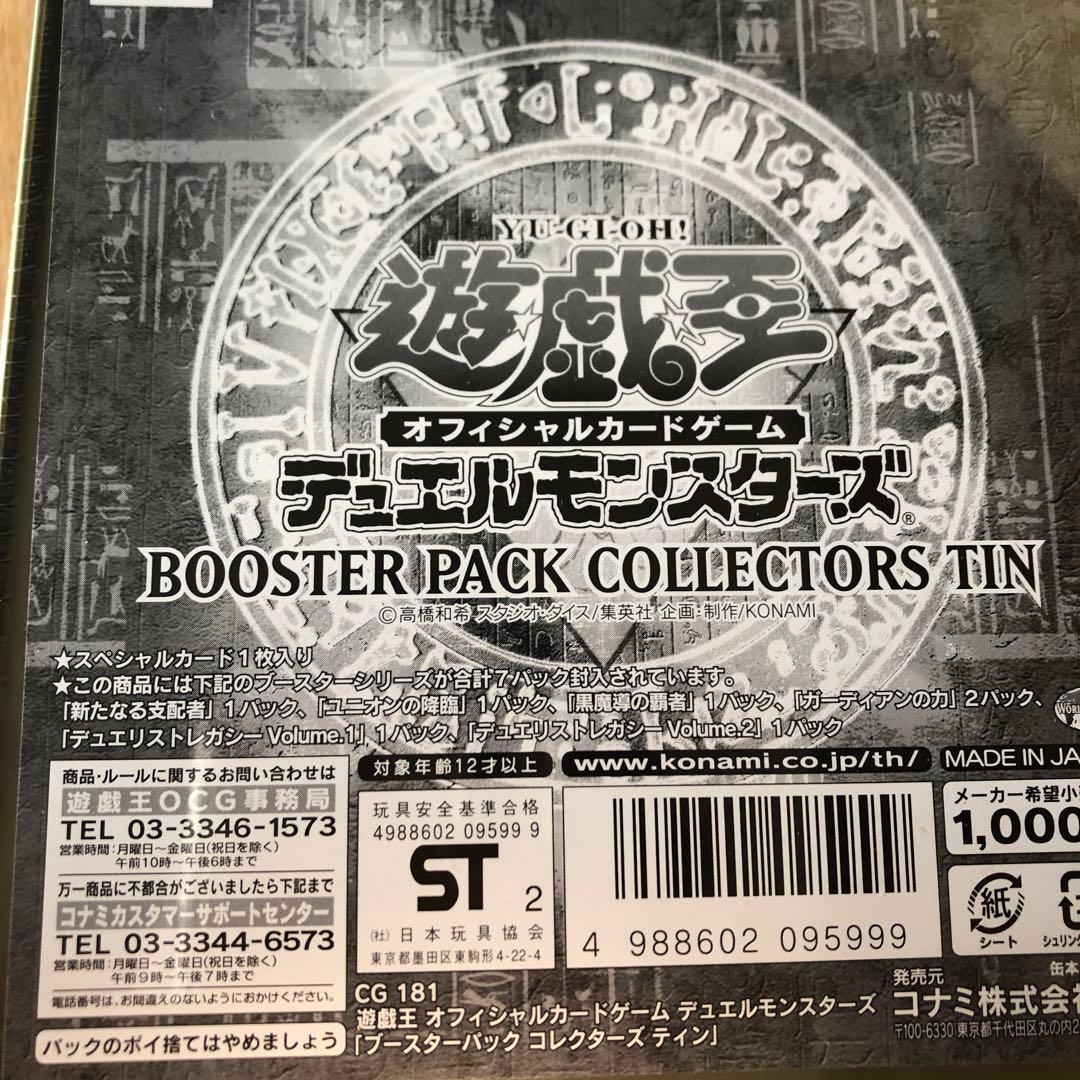 YU-GI-OH!
遊戯王
オフィシャルカードゲーム
デュエルモンスターズ®
BOOSTER PACK COLLECTORS TIN
©高橋和希 スタジオ・ダイス/集英社 企画・制作/KONAMI
★スペシャルカード1枚入り
★この商品には下記のブースターシリーズが合計7パック封入されています。
「新たなる支配者」1パック、「ユニオンの降臨」1パック、「黒魔導の覇者」1パック、「ガーディアンの力」2パック、
「デュエリストレガシー Volume.1」1パック、「デュエリストレガシー Volume.2」1パック
商品・ルールに関するお問い合わせは
遊戯王OCG事務局
TEL 03-3346-1573
営業時間:月曜日〜金曜日(祝日を除く)
午前10時〜午後6時まで
万一商品に不都合がございましたら下記まで
コナミカスタマーサポートセンター
TEL 03-3344-6573
営業時間:月曜日〜金曜日(祝日を除く)
午前9時〜午後7時まで
電話番号は、お間違えのないようにおかけください。
パックのポイ捨てはやめましょう
対象年齢12才以上
www.konami.co.jp/th/
MADE IN JA
玩具安全基準合格
4988602 09599 9
ST 2
(社)日本玩具協会
東京都墨田区東駒形4-22-4
4 988602 095999
メーカー希望小
1,000
紙
シート
シュリン
缶本
CG 181
遊戯王 オフィシャルカードゲーム デュエルモンスターズ
「ブースターパック コレクターズ ティン」
発売元
コナミ株式会
〒100-6330 東京都千代田区丸の内2